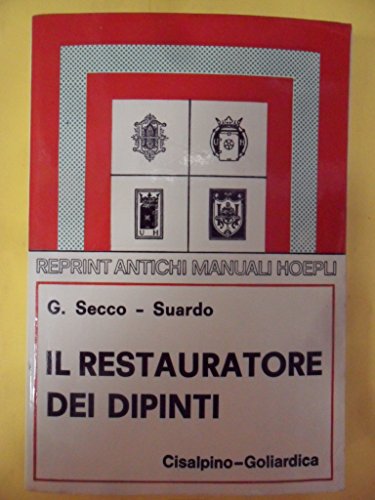 REPRINT ANTICHI MANUALI HOEPLI
G. Secco - Suardo
IL RESTAURATORE
DEI DIPINTI
Cisalpino-Goliardica